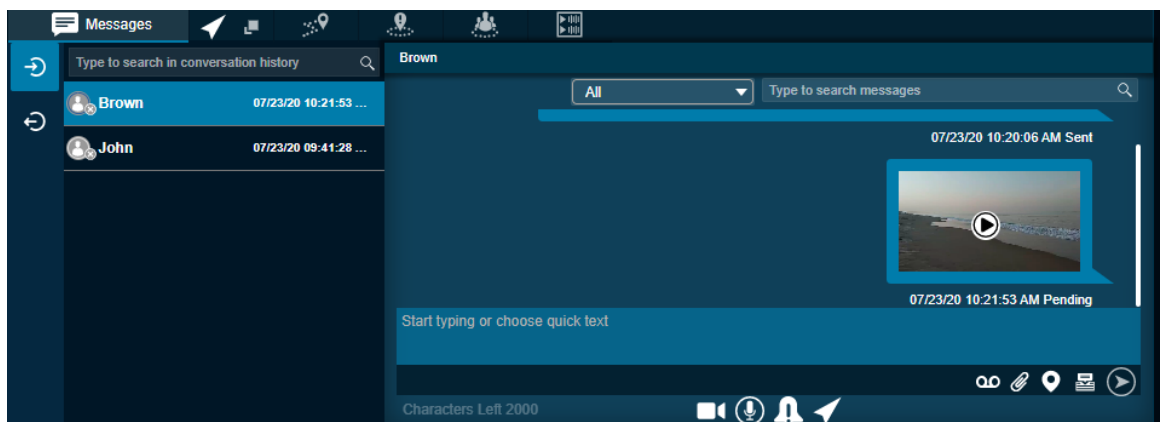 Messages
Type to search in conversation history
Brown 07/23/20 10:21:53 ...
John 07/23/20 09:41:28 ...
Brown
All
Type to search messages
07/23/20 10:20:06 AM Sent
07/23/20 10:21:53 AM Pending
Start typing or choose quick text
Characters Left 2000